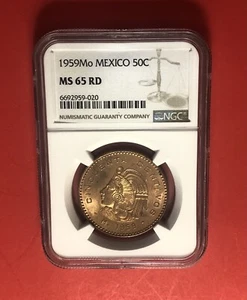 1959Mo MEXICO 50C
MS 65 RD
6692959-020
NUMISMATIC GUARANTY COMPANY
NGC